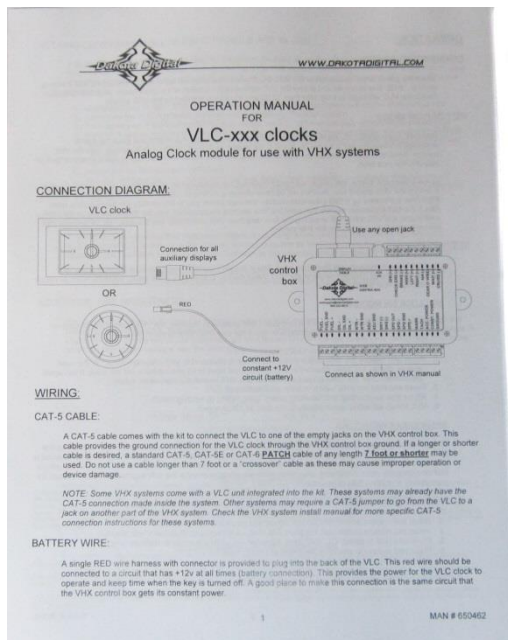 Dakota Digital
WWW.DAKOTADIGITAL.COM
OPERATION MANUAL
FOR
VLC-xxx clocks
Analog Clock module for use with VHX systems
CONNECTION DIAGRAM:
VLC clock
Use any open jack
Connection for all
auxiliary displays
VHX
control
box
OR
RED
Dakota Digital
Connect to
constant +12V
circuit (battery)
Connect as shown in VHX manual
WIRING:
CAT-5 CABLE:
A CAT-5 cable comes with the kit to connect the VLC to one of the empty jacks on the VHX control box. This
cable provides the ground connection for the VLC clock through the VHX control box ground. If a longer or shorter
cable is desired, a standard CAT-5, CAT-5E or CAT-6 PATCH cable of any length 7 foot or shorter may be
used. Do not use a cable longer than 7 foot or a 'crossover' cable as these may cause improper operation or
device damage.
NOTE: Some VHX systems come with a VLC unit integrated into the kit. These systems may already have the
CAT-5 connection made inside the system. Other systems may require a CAT-5 jumper to go from the VLC to a
jack on another part of the VHX system. Check the VHX system install manual for more specific CAT-5
connection instructions for these systems.
BATTERY WIRE:
A single RED wire harness with connector is provided to plug into the back of the VLC. This red wire should be
connected to a circuit that has +12v at all times (battery connection). This provides the power for the VLC clock to
operate and keep time when the key is turned off. A good place to make this connection is the same circuit that
the VHX control box gets its constant power.
1
MAN # 650462